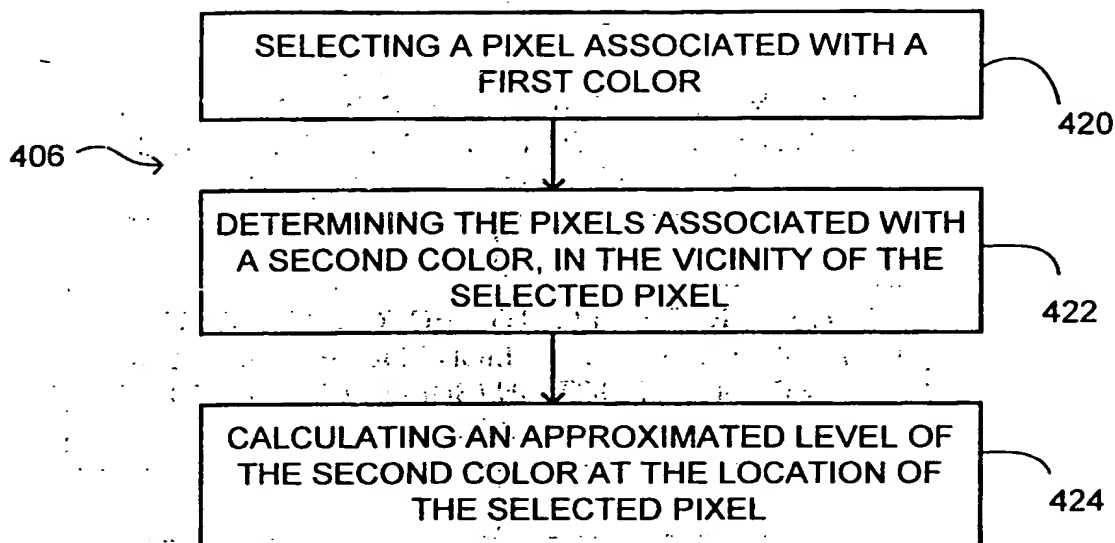 SELECTING A PIXEL ASSOCIATED WITH A
FIRST COLOR
420
406
DETERMINING THE PIXELS ASSOCIATED WITH
A SECOND COLOR, IN THE VICINITY OF THE
SELECTED PIXEL
422
CALCULATING AN APPROXIMATED LEVEL OF
THE SECOND COLOR AT THE LOCATION OF
THE SELECTED PIXEL
424